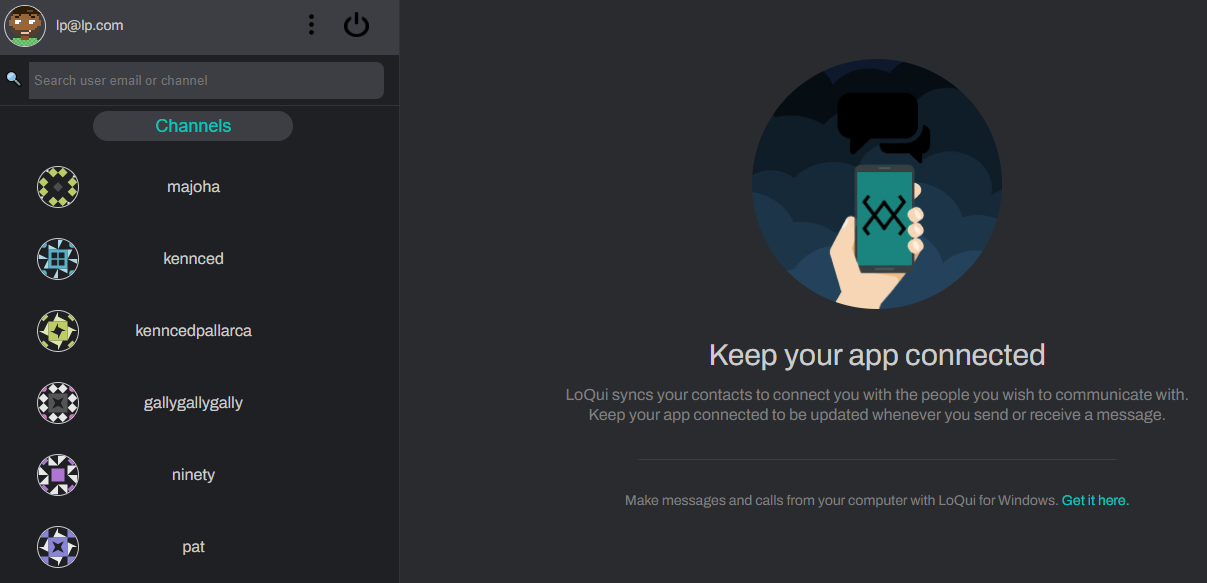 lp@lp.com
Search user email or channel
Channels
majoha
kennced
kenncedpallarca
gallygallygally
ninety
pat
Keep your app connected
LoQui syncs your contacts to connect you with the people you wish to communicate with.
Keep your app connected to be updated whenever you send or receive a message.
Make messages and calls from your computer with LoQui for Windows. Get it here.